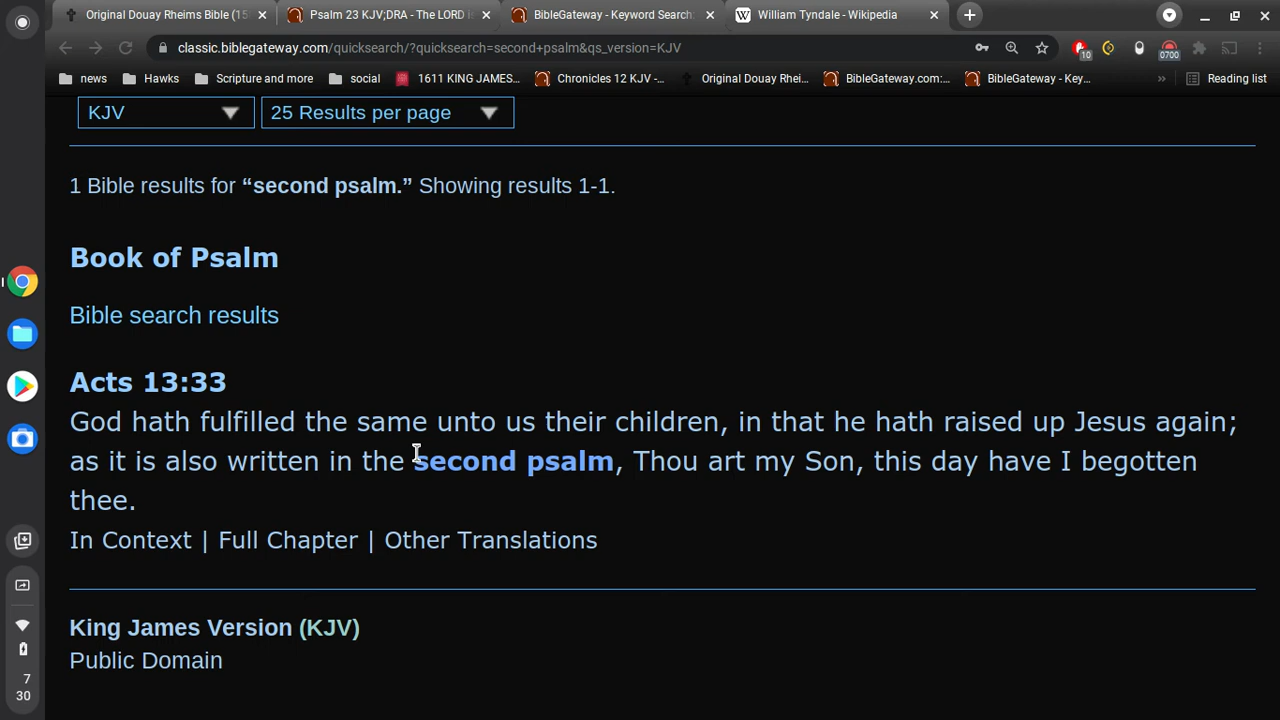 Original Douay Rheims Bible (15
Psalm 23 KJV;DRA - The LORD i
BibleGateway - Keyword Search:
William Tyndale - Wikipedia
classic.biblegateway.com/quicksearch/?quicksearch=second+psalm&qs_version=KJV
10
0700
news
Hawks
Scripture and more
social
1611 KING JAMES...
Chronicles 12 KJV -...
Original Douay Rhei...
BibleGateway.com:...
BibleGateway - Key...
»
Reading list
KJV
25 Results per page
1 Bible results for “second psalm.” Showing results 1-1.
Book of Psalm
Bible search results
Acts 13:33
God hath fulfilled the same unto us their children, in that he hath raised up Jesus again;
as it is also written in the second psalm, Thou art my Son, this day have I begotten
thee.
In Context | Full Chapter | Other Translations
King James Version (KJV)
Public Domain
7
30